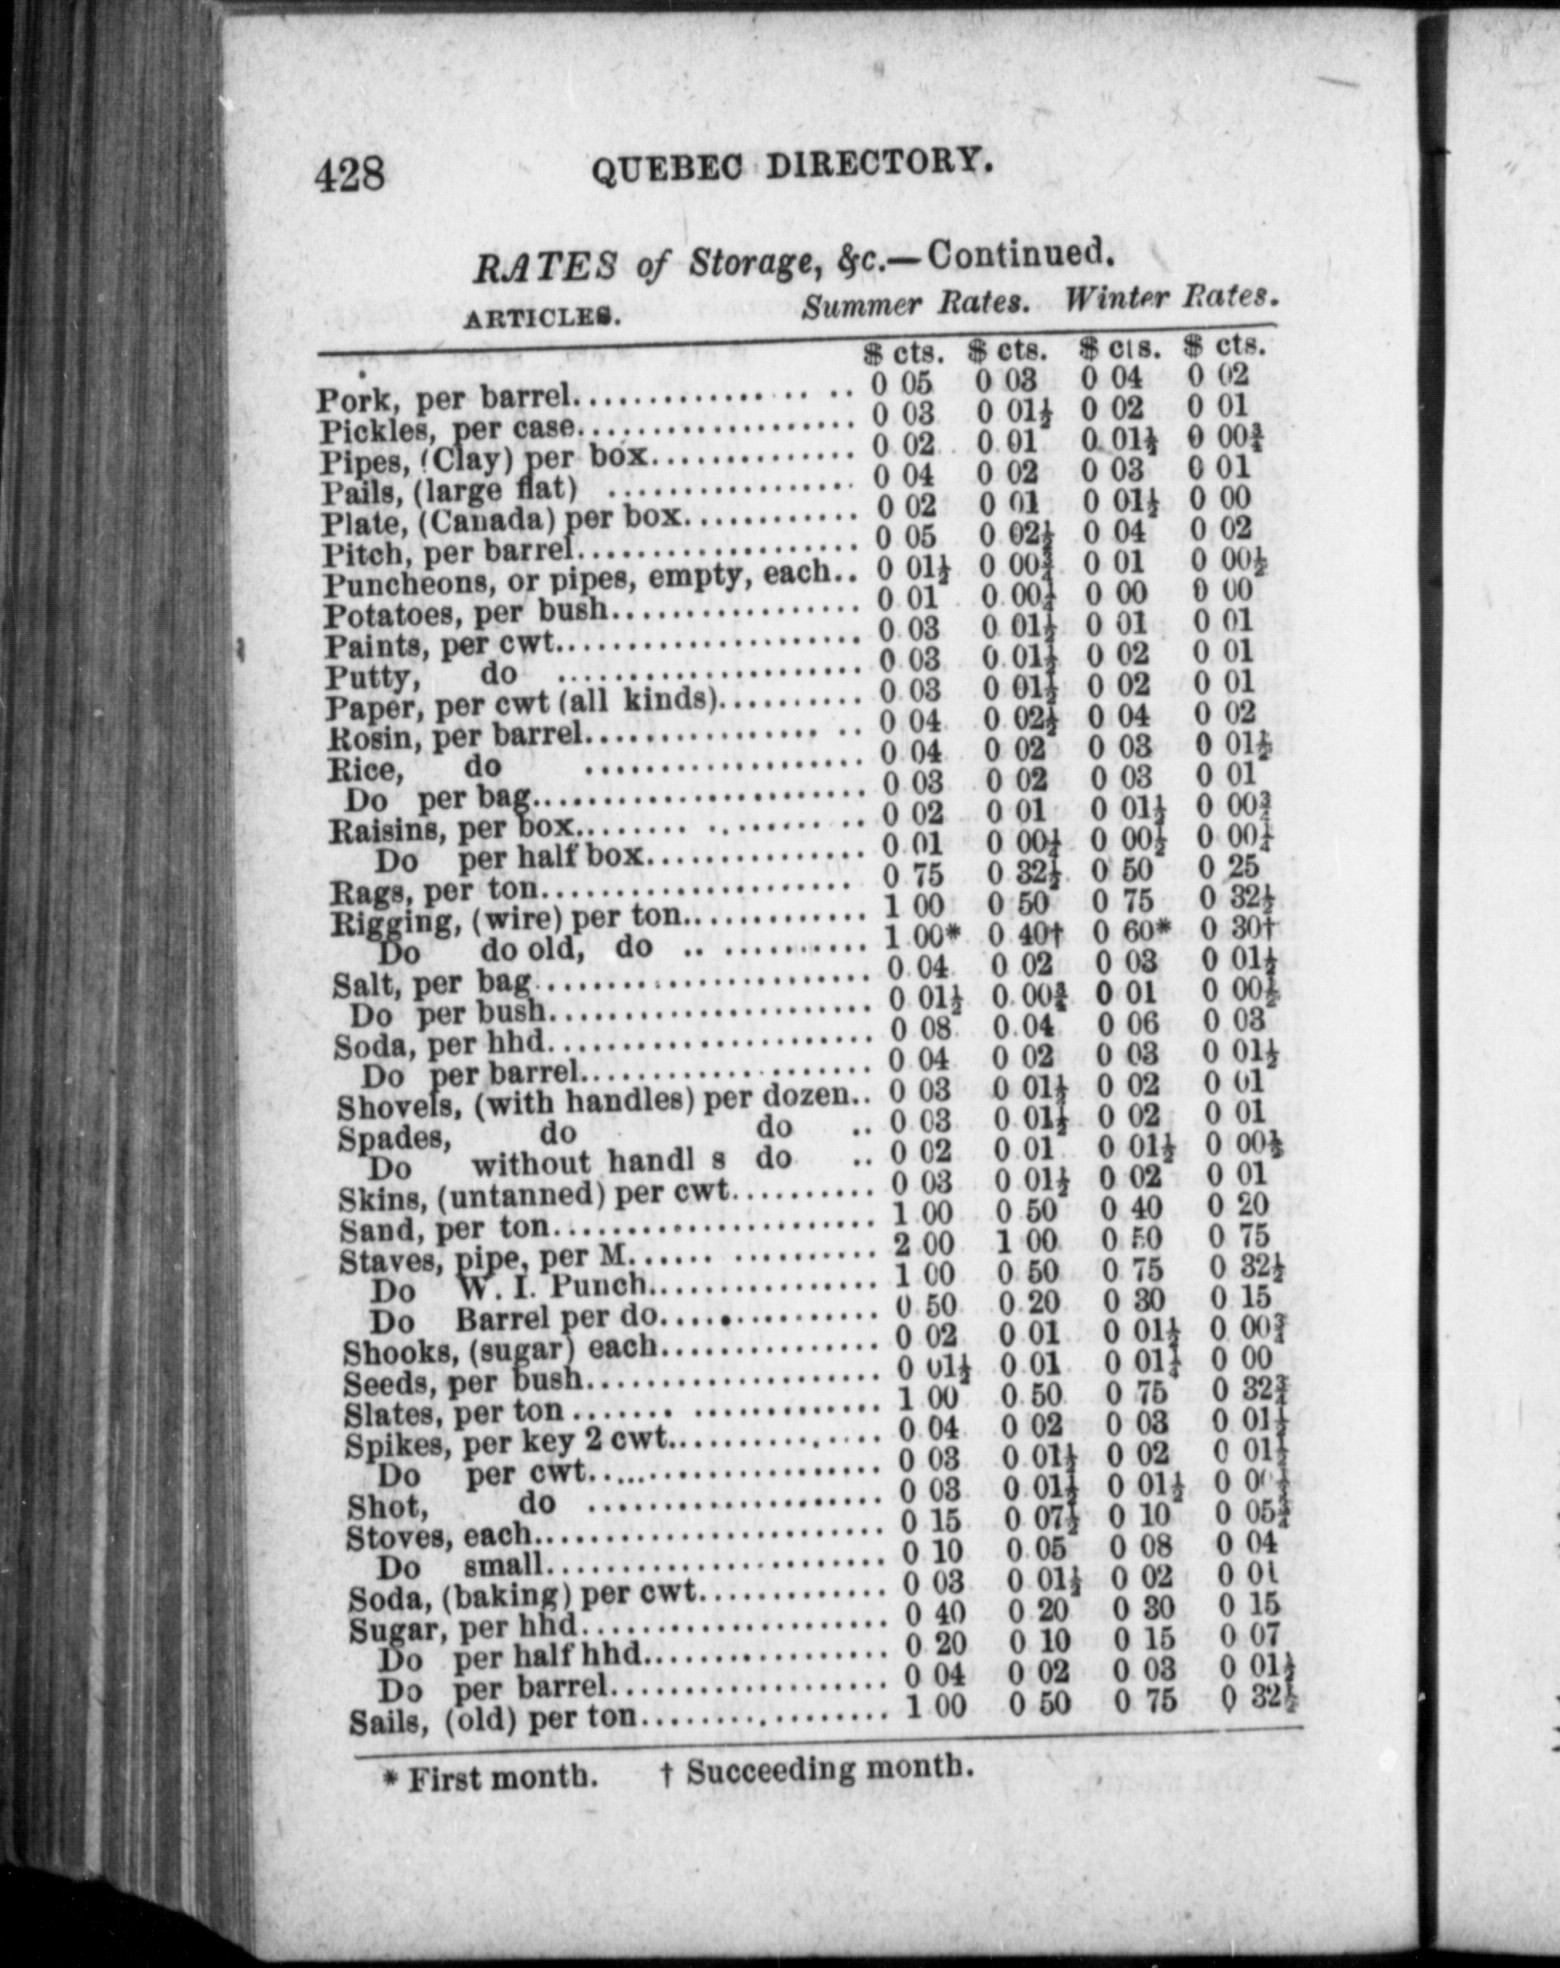 428 QUEBEC DIRECTORY.
RATES of Storage, &c.—Continued.
ARTICLES. Summer Rates. Winter Rates.
$ cts. $ cts. $ cts. $ cts.
Pork, per barrel.................. .. 0 05 0 03 0 04 0 02
Pickles, per case................... 0 03 0 01½ 0 02 0 01
Pipes, (Clay) per box.............. 0 02 0 01 0 01½ 0 00¾
Pails, (large flat) ................. 0 04 0 02 0 03 0 01
Plate, (Canada) per box............ 0 02 0 01 0 01½ 0 00
Pitch, per barrel................... 0 05 0 02½ 0 04 0 02
Puncheons, or pipes, empty, each.. 0 01½ 0 00¾ 0 01 0 00½
Potatoes, per bush................. 0 01 0 00¼ 0 00 0 00
Paints, per cwt..................... 0 03 0 01½ 0 01 0 01
Putty, do ..................... 0 03 0 01½ 0 02 0 01
Paper, per cwt (all kinds).......... 0 03 0 01½ 0 02 0 01
Rosin, per barrel................ .. 0 04 0 02½ 0 04 0 02
Rice, do ................... 0 04 0 02 0 03 0 01½
Do per bag....................... 0 03 0 02 0 03 0 01
Raisins, per box........ ........... 0 02 0 01 0 01½ 0 00¾
Do per half box............... 0 01 0 00¼ 0 00½ 0 00¼
Rags, per ton..................... 0 75 0 32½ 0 50 0 25
Rigging, (wire) per ton............. 1 00 0 50 0 75 0 32½
Do do old, do .. .......... 1 00* 0 40† 0 60* 0 30†
Salt, per bag....................... 0 04 0 02 0 03 0 01½
Do per bush...................... 0 01½ 0 00¾ 0 01 0 00½
Soda, per hhd...................... 0 08 0 04 0 06 0 03
Do per barrel.................... 0 04 0 02 0 03 0 01½
Shovels, (with handles) per dozen.. 0 03 0 01½ 0 02 0 01
Spades, do do .. 0 03 0 01½ 0 02 0 01
Do without handl s do .. 0 02 0 01 0 01½ 0 00½
Skins, (untanned) per cwt.......... 0 03 0 01½ 0 02 0 01
Sand, per ton...................... 1 00 0 50 0 40 0 20
Staves, pipe, per M...... .......... 2 00 1 00 0 50 0 75
Do W. I. Punch................ 1 00 0 50 0 75 0 32½
Do Barrel per do............... 0 50 0 20 0 30 0 15
Shooks, (sugar) each............... 0 02 0 01 0 01½ 0 00¾
Seeds, per bush.................... 0 01½ 0 01 0 01¼ 0 00
Slates, per ton ....... ............. 1 00 0 50 0 75 0 32¾
Spikes, per key 2 cwt.............. 0 04 0 02 0 03 0 01½
Do per cwt.................... 0 03 0 01½ 0 02 0 01½
Shot, do .................... 0 03 0 01½ 0 01½ 0
Stoves, each....................... 0 15 0 07½ 0 10 0 05¾
Do small....................... 0 10 0 05 0 08 0 04
Soda, (baking) per cwt............. 0 03 0 01½ 0 02 0 01
Sugar, per hhd..................... 0 40 0 20 0 30 0 15
Do per half hhd................. 0 20 0 10 0 15 0 07
Do per barrel................... 0 04 0 02 0 03 0 01½
Sails, (old) per ton................. 1 00 0 50 0 75 0 32½
* First month. † Succeeding month.